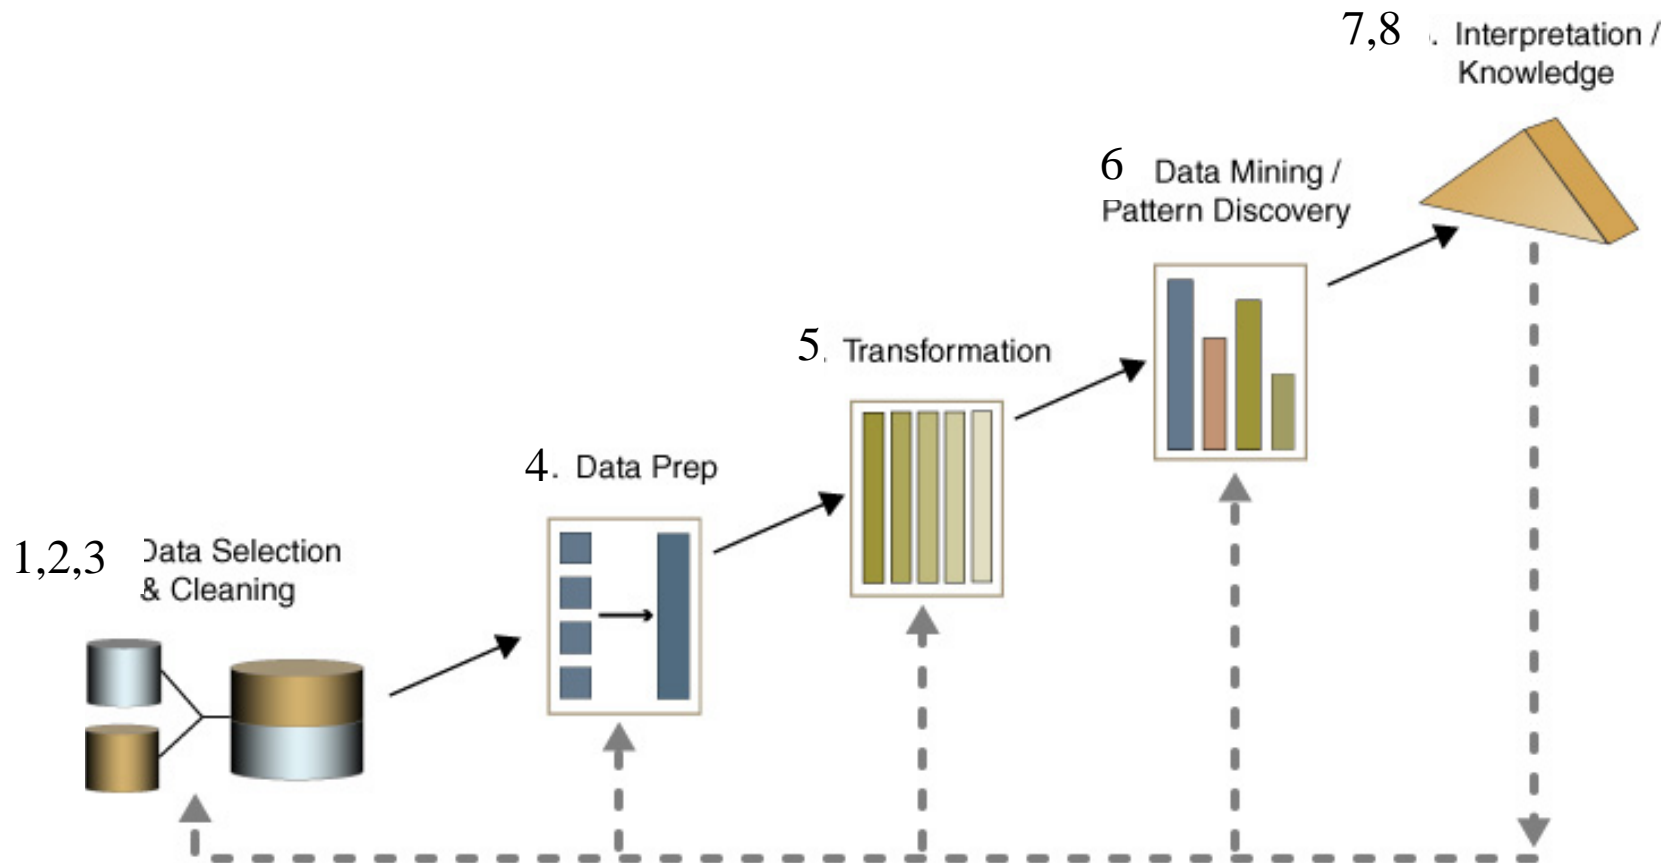 7,8 . Interpretation /
Knowledge
6 Data Mining /
Pattern Discovery
5. Transformation
4. Data Prep
1,2,3 Data Selection
& Cleaning